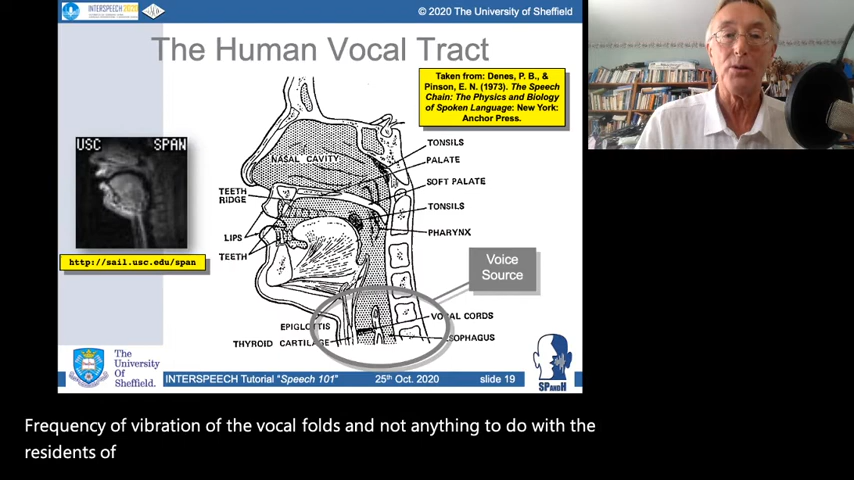 INTERSPEECH 2020
© 2020 The University of Sheffield
The Human Vocal Tract
Taken from: Denes, P. B., &
Pinson, E. N. (1973). The Speech
Chain: The Physics and Biology
of Spoken Language: New York:
Anchor Press.
USC SPAN
http://sail.usc.edu/span
NASAL CAVITY
TONSILS
PALATE
SOFT PALATE
TEETH
RIDGE
TONSILS
LIPS
PHARYNX
TEETH
Voice
Source
EPIGLOTTIS
VOCAL CORDS
THYROID CARTILAGE
ESOPHAGUS
The
University
Of
Sheffield.
SPandH
INTERSPEECH Tutorial "Speech 101"
25th Oct. 2020
slide 19
Frequency of vibration of the vocal folds and not anything to do with the
residents of